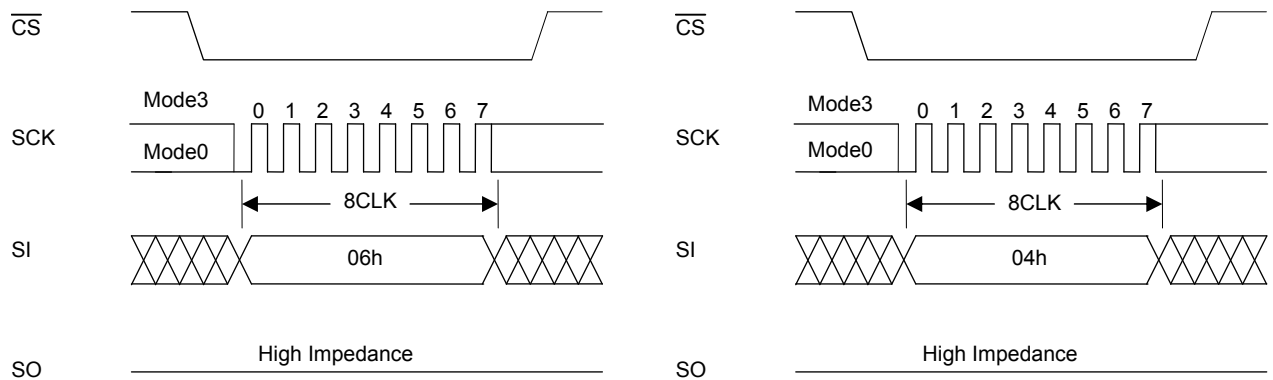 CS
Mode3
0 1 2 3 4 5 6 7
SCK
Mode0
8CLK
SI
06h
High Impedance
SO
CS
Mode3
0 1 2 3 4 5 6 7
SCK
Mode0
8CLK
SI
04h
High Impedance
SO